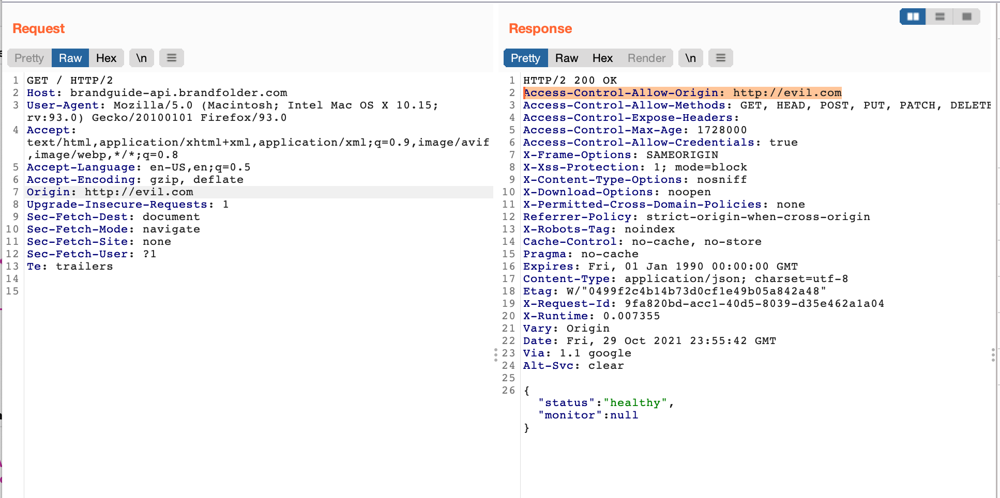 Request
Pretty Raw Hex \n
1 GET / HTTP/2
2 Host: brandguide-api.brandfolder.com
3 User-Agent: Mozilla/5.0 (Macintosh; Intel Mac OS X 10.15;
rv:93.0) Gecko/20100101 Firefox/93.0
4 Accept:
text/html,application/xhtml+xml,application/xml;q=0.9,image/avif
,image/webp,*/*;q=0.8
5 Accept-Language: en-US,en;q=0.5
6 Accept-Encoding: gzip, deflate
7 Origin: http://evil.com
8 Upgrade-Insecure-Requests: 1
9 Sec-Fetch-Dest: document
10 Sec-Fetch-Mode: navigate
11 Sec-Fetch-Site: none
12 Sec-Fetch-User: ?1
13 Te: trailers
14
15
Response
Pretty Raw Hex Render \n
1 HTTP/2 200 OK
2 Access-Control-Allow-Origin: http://evil.com
3 Access-Control-Allow-Methods: GET, HEAD, POST, PUT, PATCH, DELETE
4 Access-Control-Expose-Headers:
5 Access-Control-Max-Age: 1728000
6 Access-Control-Allow-Credentials: true
7 X-Frame-Options: SAMEORIGIN
8 X-Xss-Protection: 1; mode=block
9 X-Content-Type-Options: nosniff
10 X-Download-Options: noopen
11 X-Permitted-Cross-Domain-Policies: none
12 Referrer-Policy: strict-origin-when-cross-origin
13 X-Robots-Tag: noindex
14 Cache-Control: no-cache, no-store
15 Pragma: no-cache
16 Expires: Fri, 01 Jan 1990 00:00:00 GMT
17 Content-Type: application/json; charset=utf-8
18 Etag: W/"0499f2c4b14b73d0cf1e49b05a842a48"
19 X-Request-Id: 9fa820bd-acc1-40d5-8039-d35e462a1a04
20 X-Runtime: 0.007355
21 Vary: Origin
22 Date: Fri, 29 Oct 2021 23:55:42 GMT
23 Via: 1.1 google
24 Alt-Svc: clear
25
26 {
"status":"healthy",
"monitor":null
}